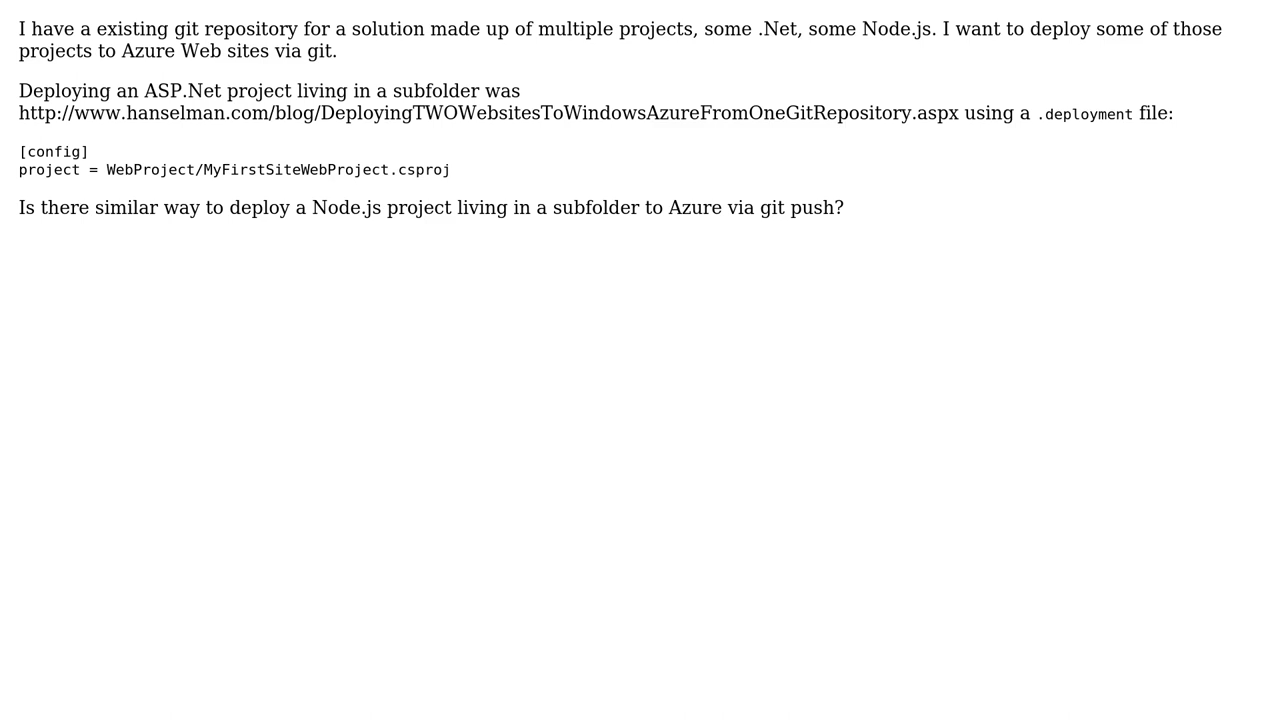 I have a existing git repository for a solution made up of multiple projects, some .Net, some Node.js. I want to deploy some of those
projects to Azure Web sites via git.
Deploying an ASP.Net project living in a subfolder was
http://www.hanselman.com/blog/DeployingTWOWebsitesToWindowsAzureFromOneGitRepository.aspx using a .deployment file:
[config]
project = WebProject/MyFirstSiteWebProject.csproj
Is there similar way to deploy a Node.js project living in a subfolder to Azure via git push?